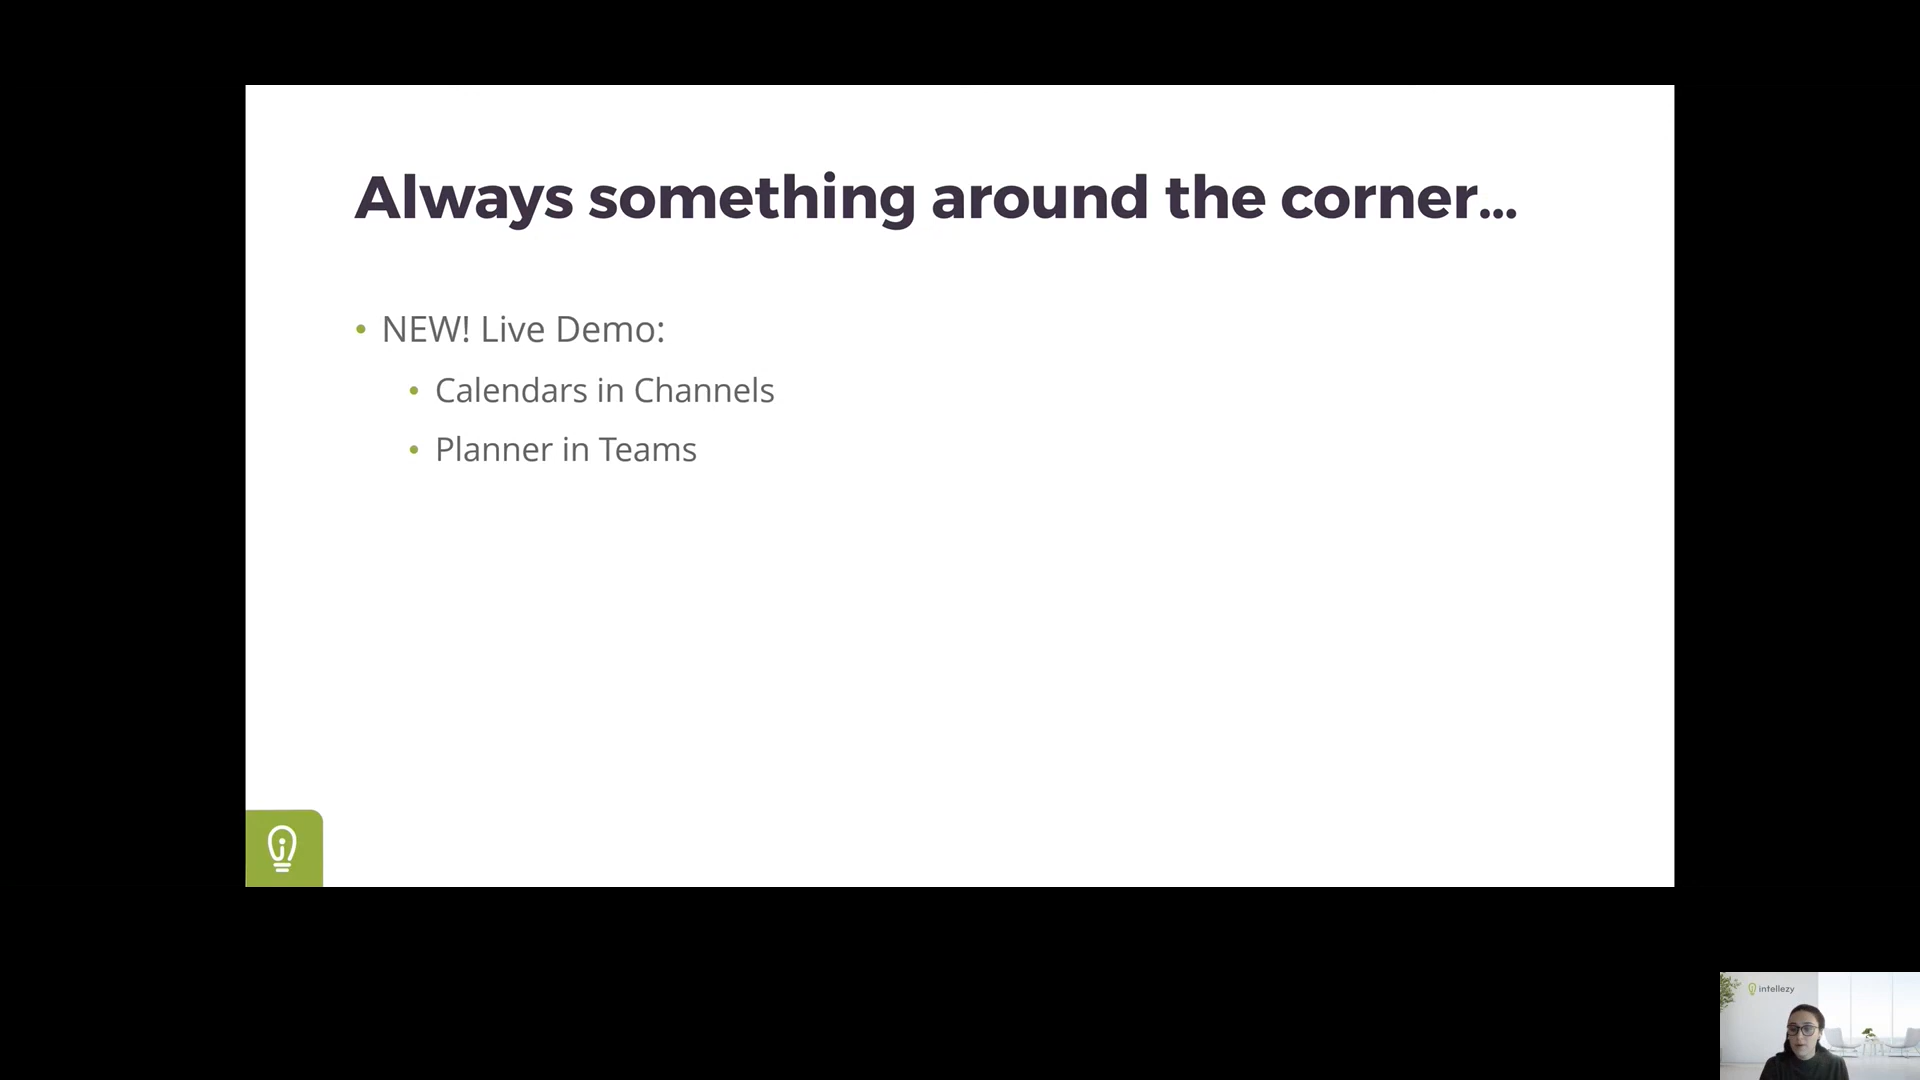 Always something around the corner...
• NEW! Live Demo:
• Calendars in Channels
• Planner in Teams
intellezy